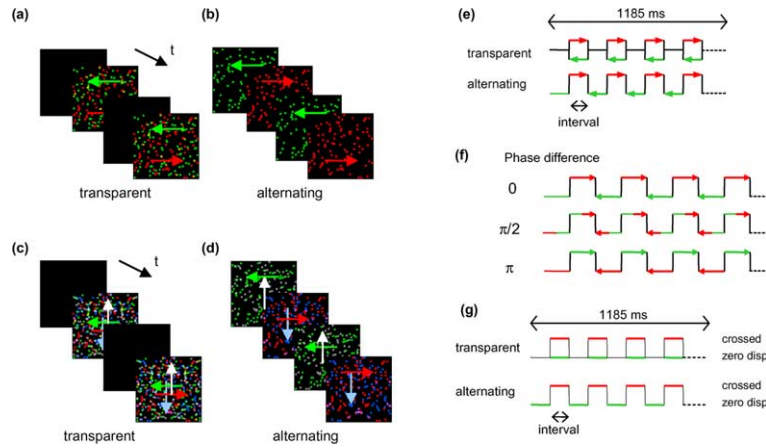 (a)
t
transparent
(b)
alternating
(c)
t
transparent
(d)
alternating
(e)
1185 ms
transparent
alternating
interval
(f) Phase difference
0
π/2
π
(g)
1185 ms
transparent
crossed
zero disp
alternating
crossed
zero disp
interval